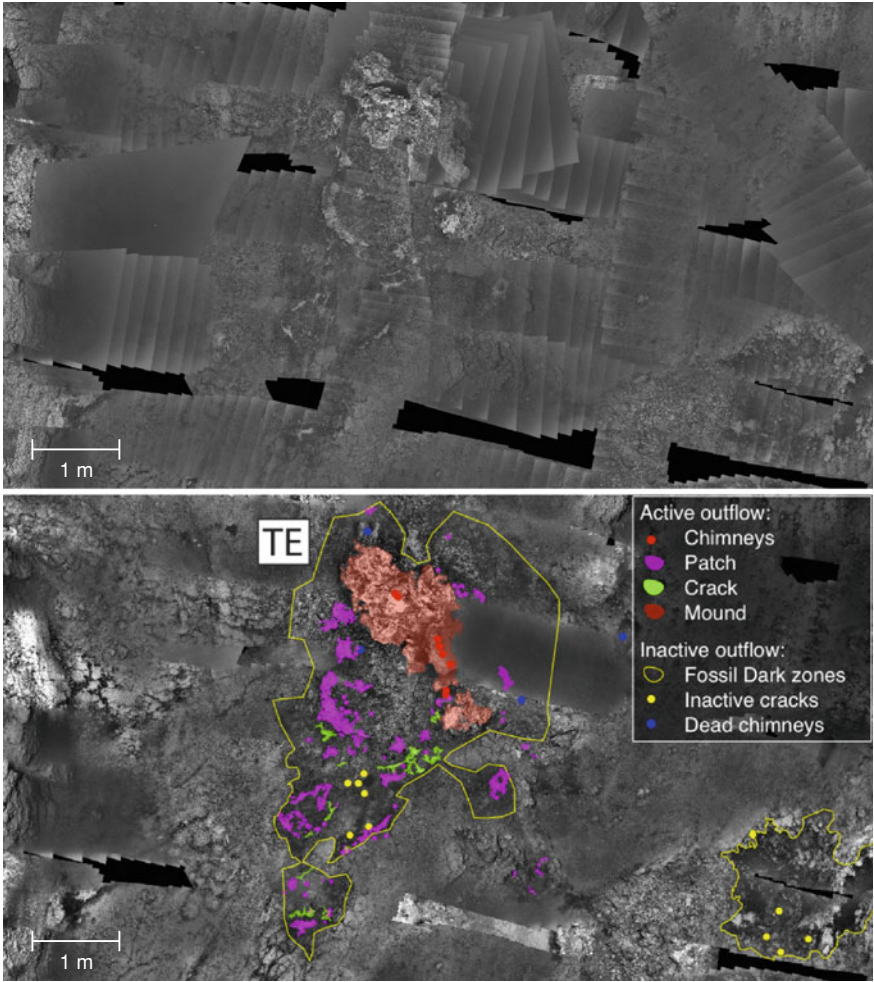 1 m
TE
Active outflow:
Chimneys
Patch
Crack
Mound
Inactive outflow:
Fossil Dark zones
Inactive cracks
Dead chimneys
1 m